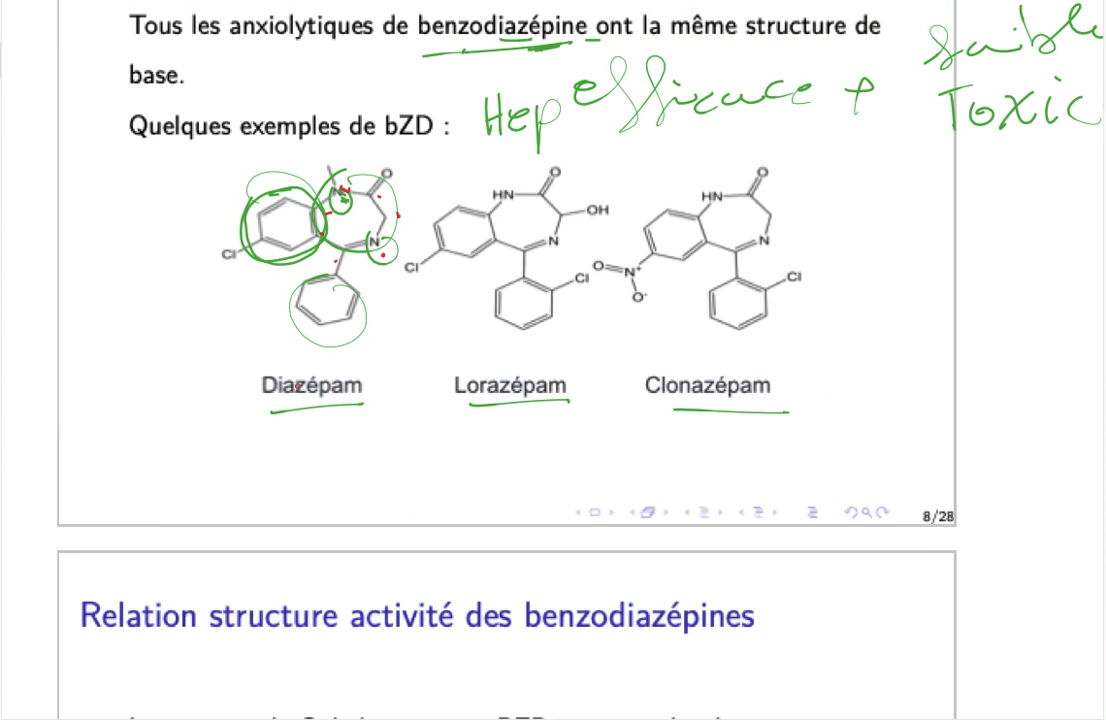 Tous les anxiolytiques de benzodiazépine ont la même structure de
base.
faible
Hep efficace +
Toxic
Quelques exemples de bZD :
N
O
N
Cl
HN
O
OH
N
Cl
Cl
HN
O
N
O=N+
O-
Cl
Diazépam
Lorazépam
Clonazépam
8/28
Relation structure activité des benzodiazépines